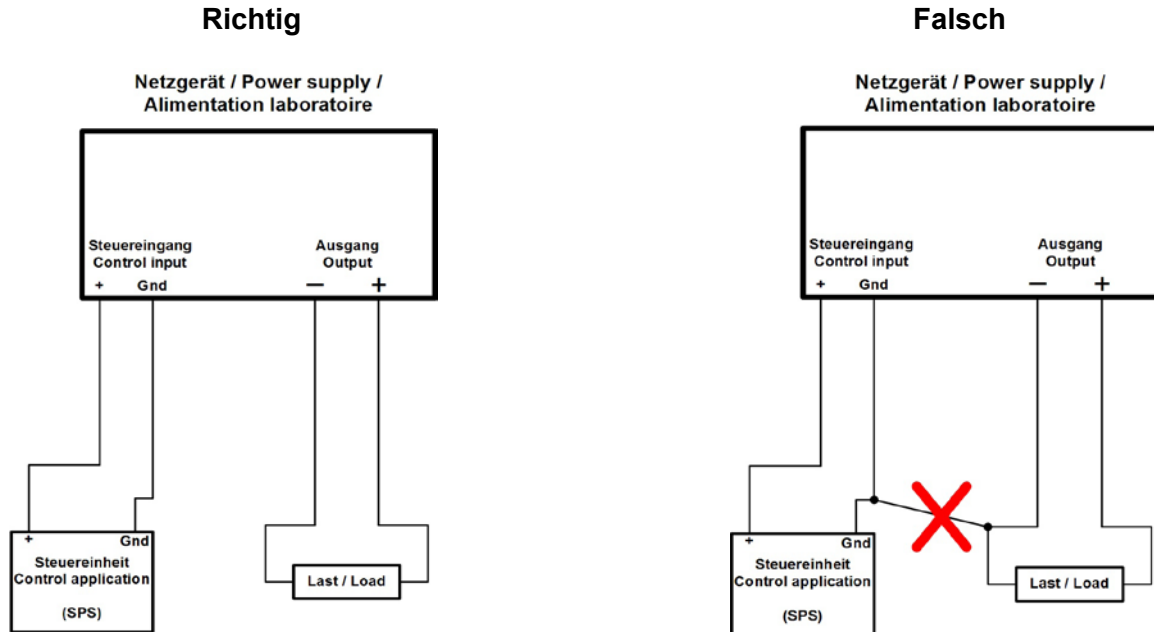 Richtig
Netzgerät / Power supply /
Alimentation laboratoire
Steuereingang
Control input
+ Gnd
Ausgang
Output
— +
+ Gnd
Steuereinheit
Control application
(SPS)
Last / Load
Falsch
Netzgerät / Power supply /
Alimentation laboratoire
Steuereingang
Control input
+ Gnd
Ausgang
Output
— +
+ Gnd
Steuereinheit
Control application
(SPS)
Last / Load